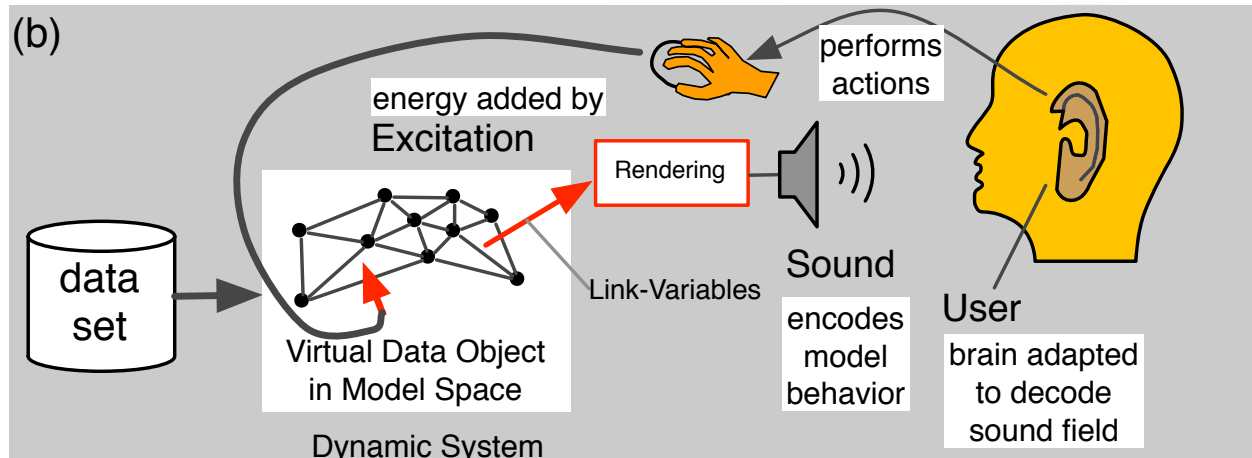 (b)
performs
actions
energy added by
Excitation
Rendering
data
set
Link-Variables
Virtual Data Object
in Model Space
Dynamic System
Sound
encodes
model
behavior
User
brain adapted
to decode
sound field